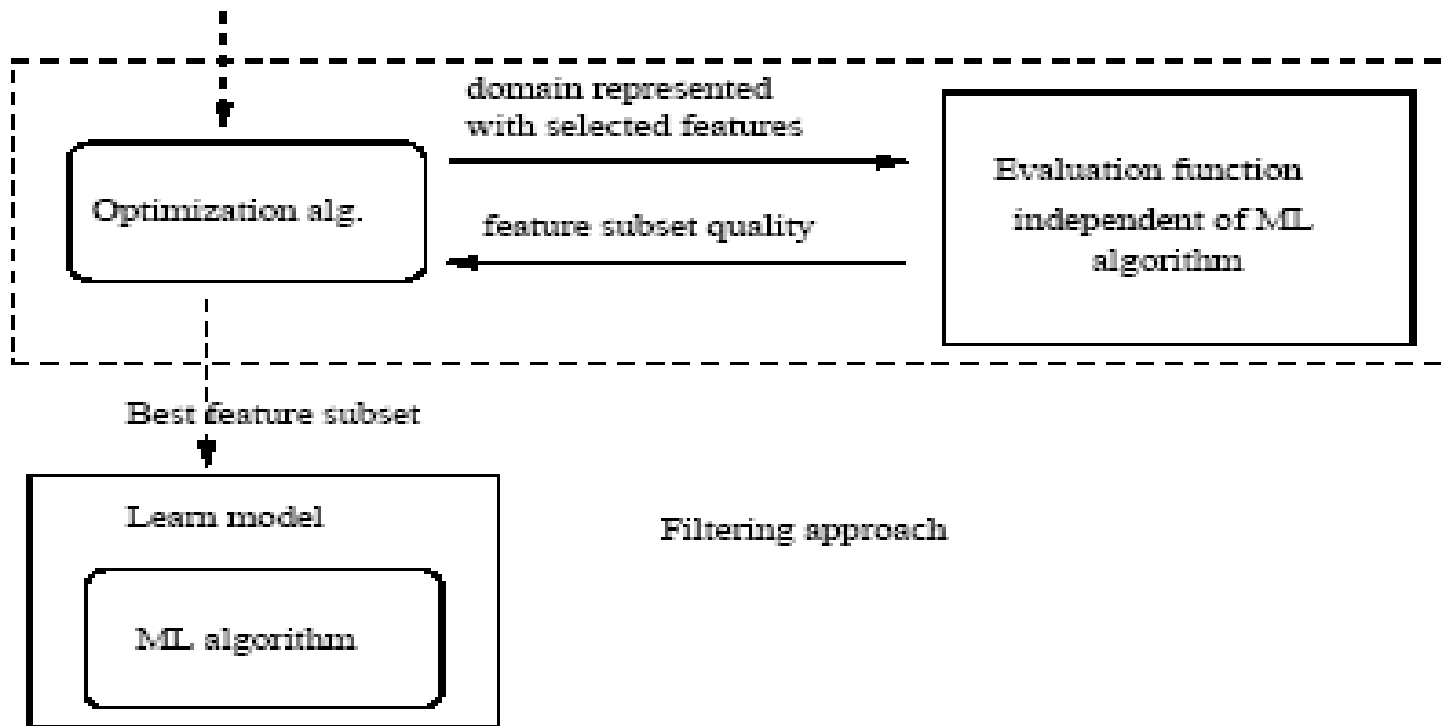 domain represented
with selected features
Optimization alg.
feature subset quality
Evaluation function
independent of ML
algorithm
Best feature subset
Learn model
ML algorithm
Filtering approach